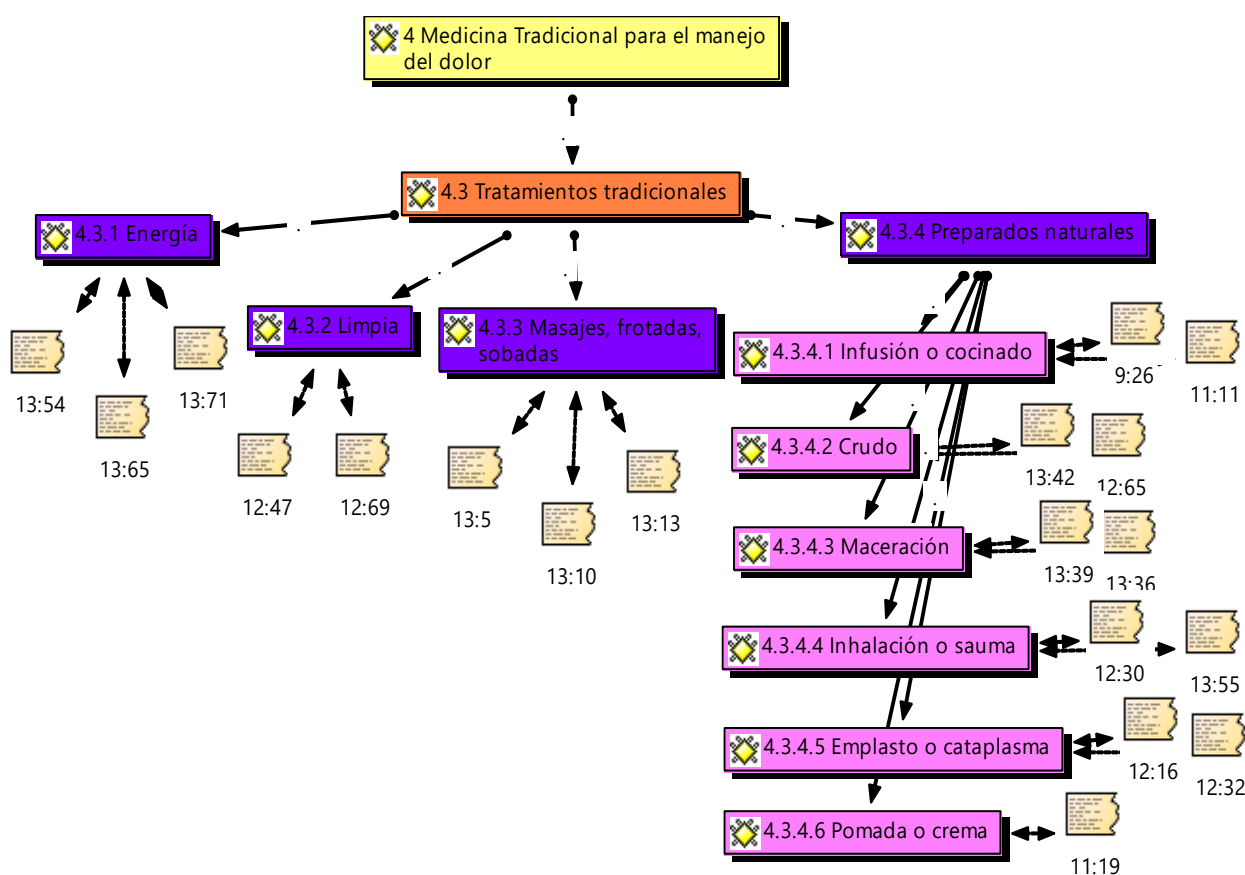 4 Medicina Tradicional para el manejo
del dolor
4.3 Tratamientos tradicionales
4.3.1 Energía
4.3.4 Preparados naturales
4.3.2 Limpia
4.3.3 Masajes, frotadas,
sobadas
13:54
13:65
13:71
12:47
12:69
13:5
13:10
13:13
4.3.4.1 Infusión o cocinado
9:26
11:11
4.3.4.2 Crudo
13:42
12:65
4.3.4.3 Maceración
13:39
13:36
4.3.4.4 Inhalación o sauma
12:30
13:55
4.3.4.5 Emplasto o cataplasma
12:16
12:32
4.3.4.6 Pomada o crema
11:19